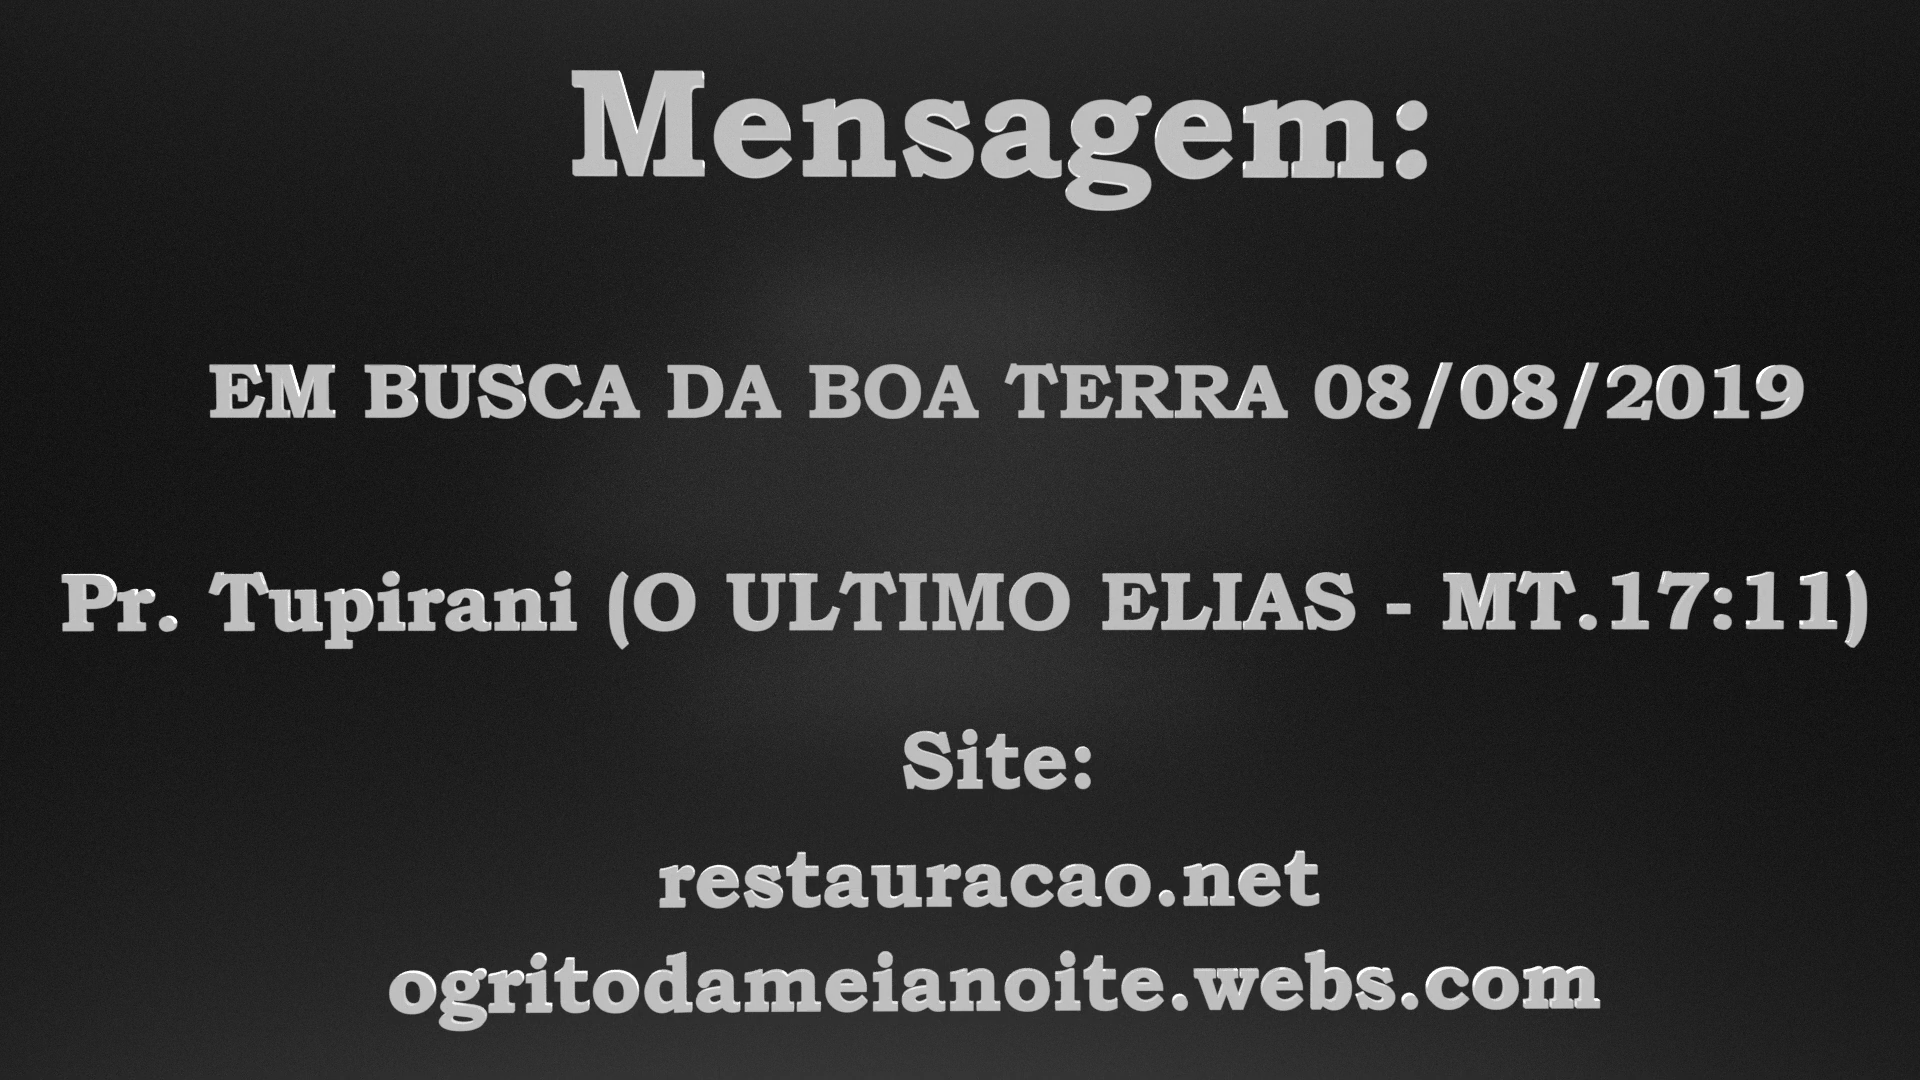 Mensagem:
EM BUSCA DA BOA TERRA 08/08/2019
Pr. Tupirani (O ULTIMO ELIAS - MT.17:11)
Site:
restauracao.net
ogritodameianoite.webs.com